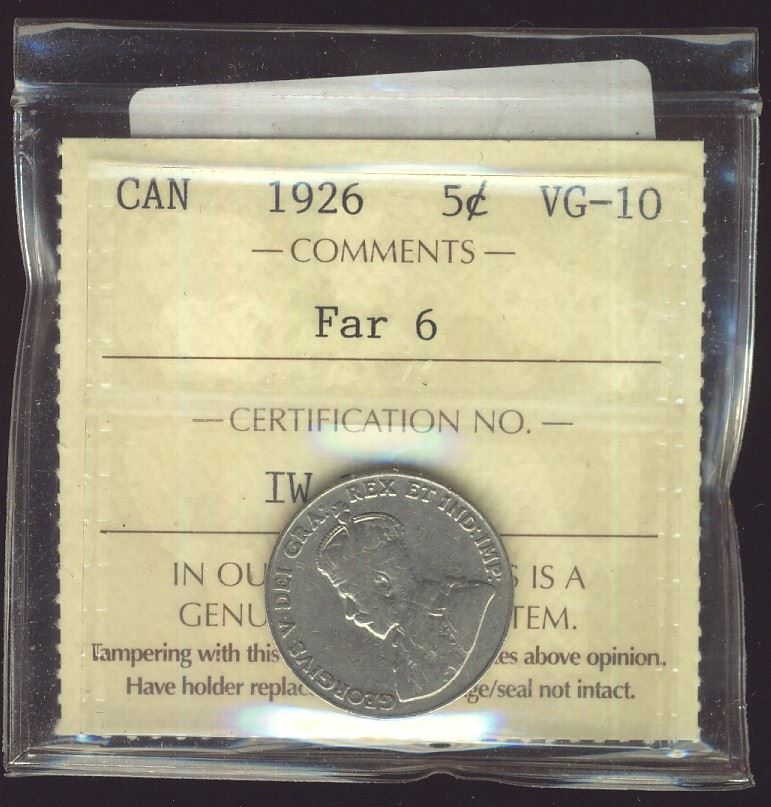 CAN 1926 5¢ VG-10
— COMMENTS —
Far 6
— CERTIFICATION NO. —
IW
GEORGIVS V DEI GRA: REX ET IND: IMP:
IN OU S IS A
GENU TEM.
Tampering with this es above opinion.
Have holder replac ge/seal not intact.